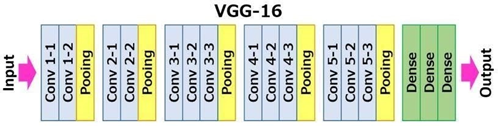 VGG-16
Input
Conv 1-1
Conv 1-2
Pooing
Conv 2-1
Conv 2-2
Pooing
Conv 3-1
Conv 3-2
Conv 3-3
Pooing
Conv 4-1
Conv 4-2
Conv 4-3
Pooing
Conv 5-1
Conv 5-2
Conv 5-3
Pooing
Dense
Dense
Dense
Output